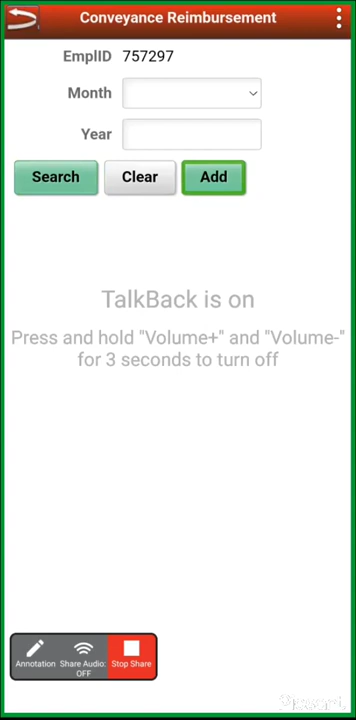 Conveyance Reimbursement
EmplID 757297
Month
Year
Search Clear Add
TalkBack is on
Press and hold "Volume+" and "Volume-"
for 3 seconds to turn off
Annotation Share Audio: OFF Stop Share
Picsart